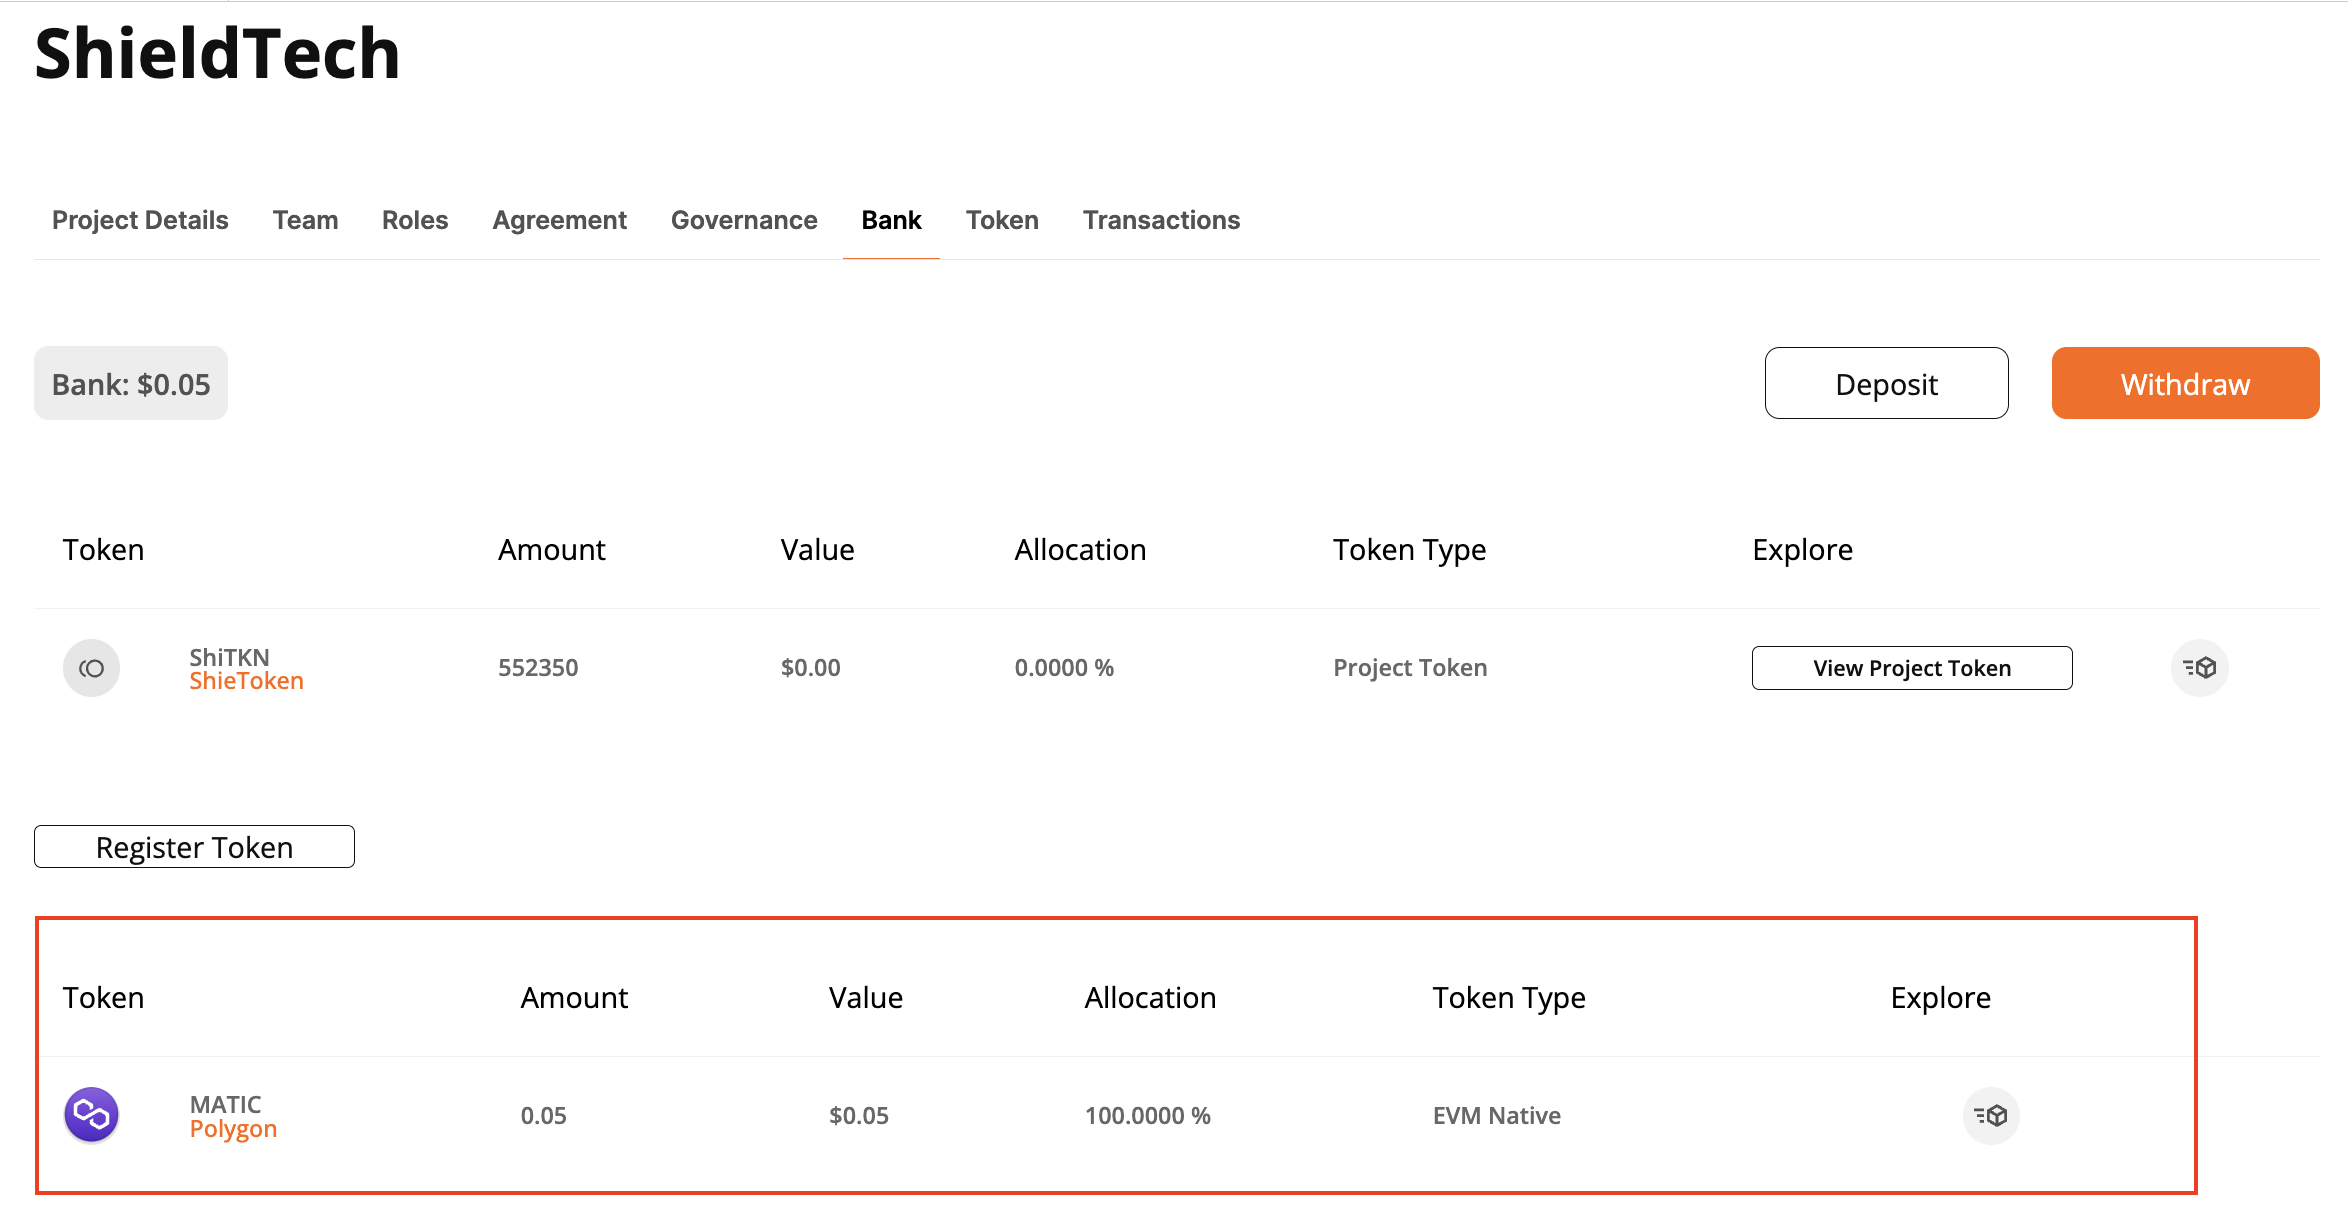 ShieldTech
Project Details Team Roles Agreement Governance Bank Token Transactions
Bank: $0.05 Deposit Withdraw
Token Amount Value Allocation Token Type Explore
ShiTKN
ShieToken 552350 $0.00 0.0000 % Project Token View Project Token
Register Token
Token Amount Value Allocation Token Type Explore
MATIC
Polygon 0.05 $0.05 100.0000 % EVM Native